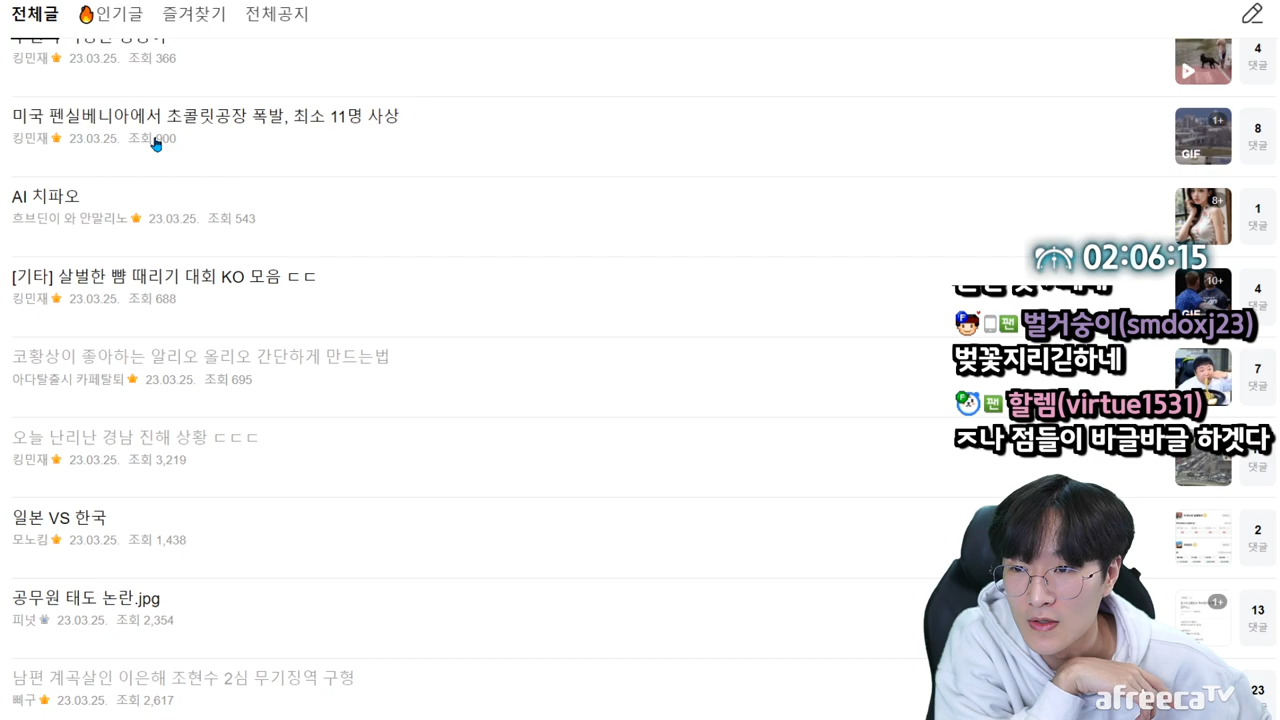 전체글 인기글 즐겨찾기 전체공지
킹민재 23.03.25. 조회 366
4
댓글
미국 펜실베니아에서 초콜릿공장 폭발, 최소 11명 사상
킹민재 23.03.25. 조회 900
1+
GIF
8
댓글
AI 치파오
흐브딘이 와 안말리노 23.03.25. 조회 543
8+
1
댓글
02:06:15
[기타] 살벌한 뺨 때리기 대회 KO 모음 ㄷㄷ
킹민재 23.03.25. 조회 688
10+
GIF
4
댓글
벌거숭이(smdoxj23)
벚꽃지리긴하네
코황상이 좋아하는 알리오 올리오 간단하게 만드는법
아다탈출시 카페탈퇴 23.03.25. 조회 695
7
댓글
할렘(virtue1531)
ㅈ나 점들이 바글바글 하겟다
오늘 난리난 경남 진해 상황 ㄷㄷㄷ
킹민재 23.03.25. 조회 3,219
댓글
일본 VS 한국
모노킴 23.03.25. 조회 1,438
2
댓글
공무원 태도 논란.jpg
피넛 23.03.25. 조회 2,354
1+
13
댓글
남편 계곡살인 이은해 조현수 2심 무기징역 구형
뻐구 23.03.25. 조회 2,617
23
afreecaTV